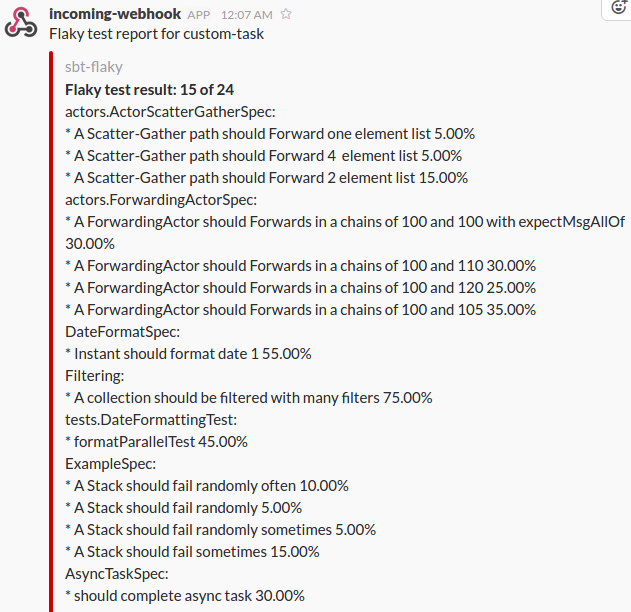 incoming-webhook APP 12:07 AM
Flaky test report for custom-task
sbt-flaky
Flaky test result: 15 of 24
actors.ActorScatterGatherSpec:
* A Scatter-Gather path should Forward one element list 5.00%
* A Scatter-Gather path should Forward 4  element list 5.00%
* A Scatter-Gather path should Forward 2 element list 15.00%
actors.ForwardingActorSpec:
* A ForwardingActor should Forwards in a chains of 100 and 100 with expectMsgAllOf
30.00%
* A ForwardingActor should Forwards in a chains of 100 and 110 30.00%
* A ForwardingActor should Forwards in a chains of 100 and 120 25.00%
* A ForwardingActor should Forwards in a chains of 100 and 105 35.00%
DateFormatSpec:
* Instant should format date 1 55.00%
Filtering:
* A collection should be filtered with many filters 75.00%
tests.DateFormattingTest:
* formatParallelTest 45.00%
ExampleSpec:
* A Stack should fail randomly often 10.00%
* A Stack should fail randomly 5.00%
* A Stack should fail randomly sometimes 5.00%
* A Stack should fail sometimes 15.00%
AsyncTaskSpec:
* should complete async task 30.00%